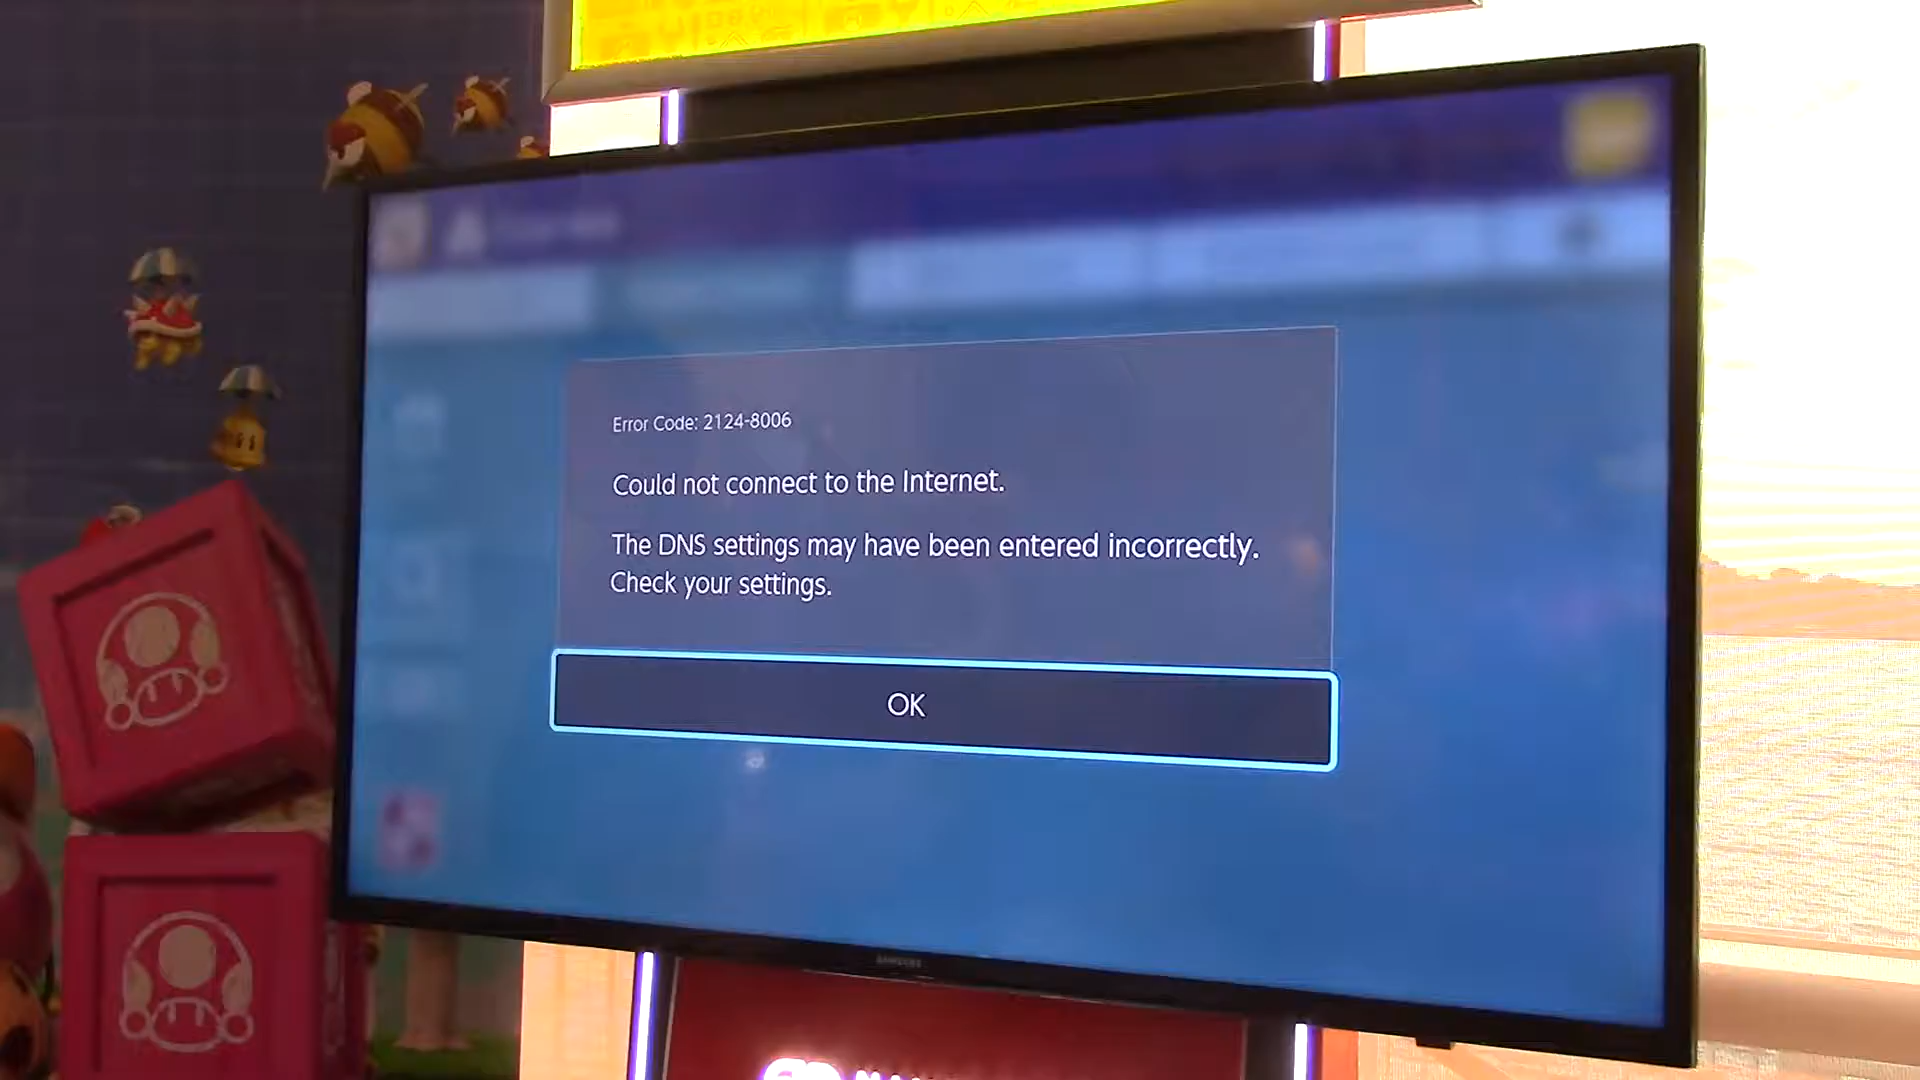 Error Code: 2124-8006
Could not connect to the Internet.
The DNS settings may have been entered incorrectly.
Check your settings.
OK
SAMSUNG